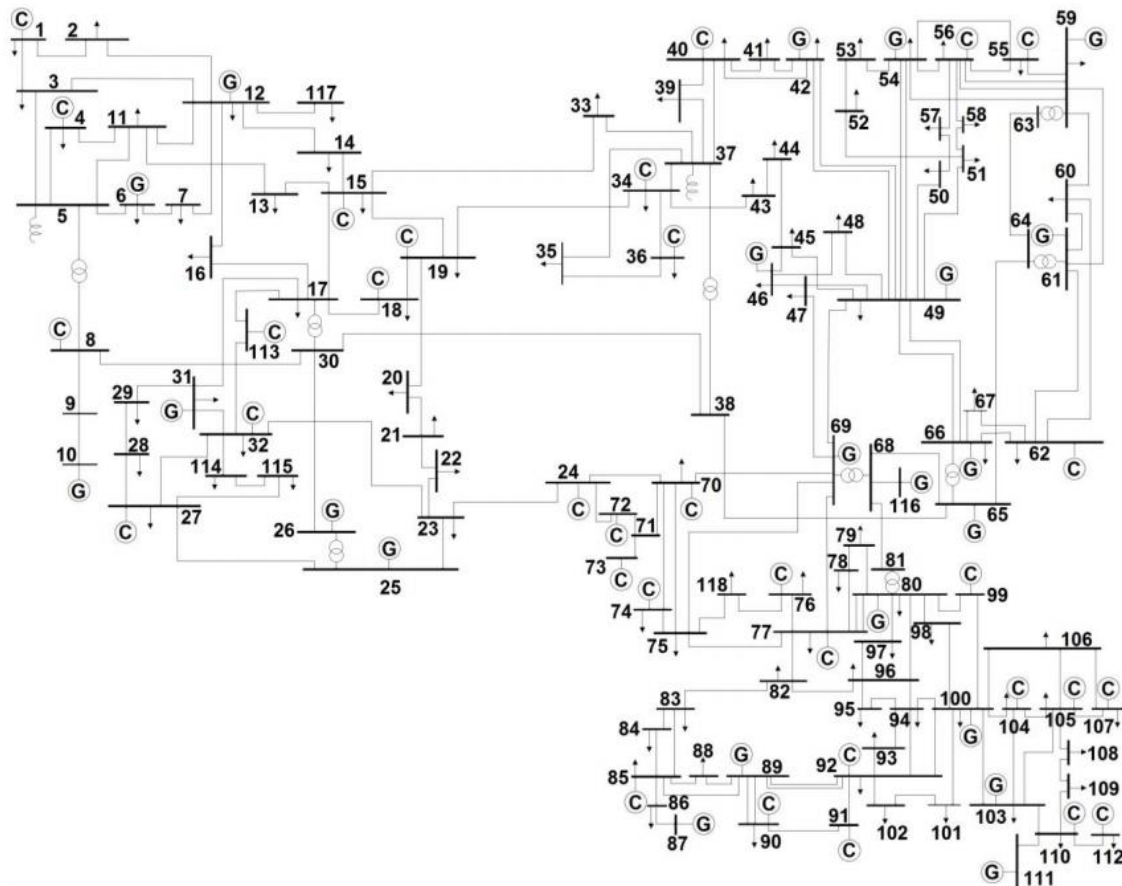 C 1 2 40 C 41 G 53 G 56 C 55 C 59 G
3 G 12 117 39 42 54
C 4 11 33 57 58 63
14 37 44 52 51
G 15 34 C 50 60
5 6 7 13 C 43 64 G
C 35 C 45 48 61
16 19 36 G G
C 46 47 49
17 C 18
C 8 113 C 30
31 20 38 67
29 G C 21 69 68 66 62
9 28 32 22 24 70 G G G C
10 114 115 72 116 65
G 27 G 23 C C 71 C G
C 26 73 79 81
G C 78 80 C
25 C 118 C 99
74 76 G
75 77 97 98 106
C 96
83 82 95 94 100 C C C
84 88 G 93 G 104 105 107
85 89 92 C 108
C 86 C 91 G 109
G 102 101 103 C C
87 90 C 110 112
G 111